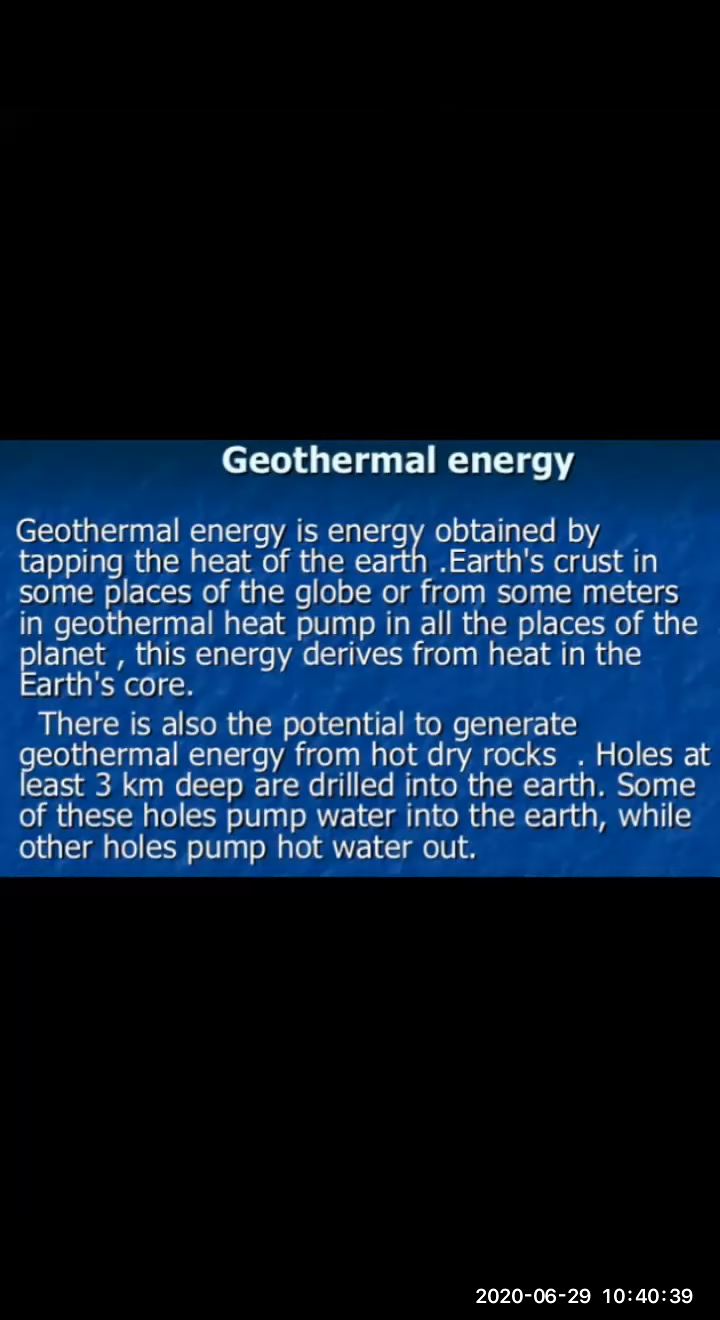 Geothermal energy
Geothermal energy is energy obtained by
tapping the heat of the earth .Earth's crust in
some places of the globe or from some meters
in geothermal heat pump in all the places of the
planet , this energy derives from heat in the
Earth's core.
There is also the potential to generate
geothermal energy from hot dry rocks . Holes at
least 3 km deep are drilled into the earth. Some
of these holes pump water into the earth, while
other holes pump hot water out.
2020-06-29 10:40:39